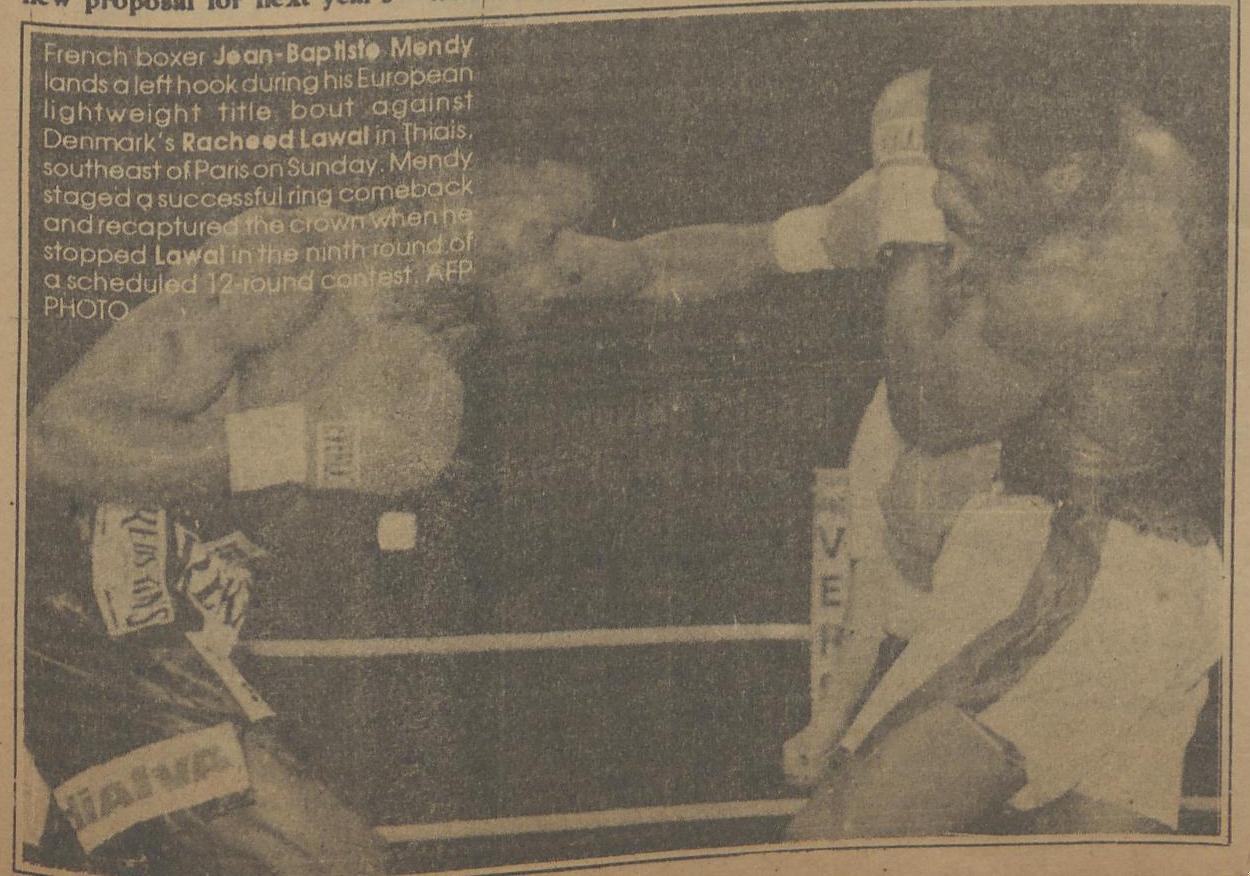 new proposal for next year's
French boxer Jean-Baptiste Mendy
lands a left hook during his European
lightweight title bout against
Denmark's Racheed Lawal in Thiais,
southeast of Paris on Sunday. Mendy
staged a successful ring comeback
and recaptured the crown when he
stopped Lawal in the ninth round of
a scheduled 12-round contest. AFP
PHOTO